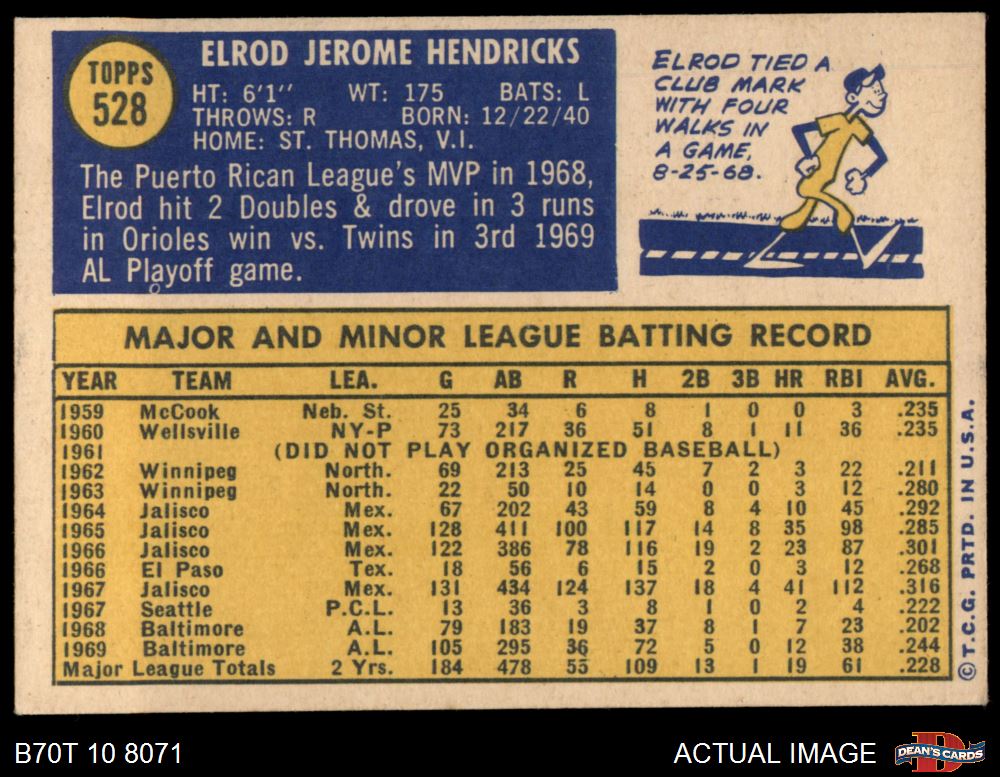 TOPPS
528
ELROD JEROME HENDRICKS
HT: 6'1" WT: 175 BATS: L
THROWS: R BORN: 12/22/40
HOME: ST. THOMAS, V.I.
The Puerto Rican League's MVP in 1968,
Elrod hit 2 Doubles & drove in 3 runs
in Orioles win vs. Twins in 3rd 1969
AL Playoff game.
ELROD TIED A
CLUB MARK
WITH FOUR
WALKS IN
A GAME,
8-25-68.
MAJOR AND MINOR LEAGUE BATTING RECORD
YEAR TEAM LEA. G AB R H 2B 3B HR RBI AVG.
1959 McCook Neb. St. 25 34 6 8 1 0 0 3 .235
1960 Wellsville NY-P 73 217 36 51 8 1 11 36 .235
1961 (DID NOT PLAY ORGANIZED BASEBALL)
1962 Winnipeg North. 69 213 25 45 7 2 3 22 .211
1963 Winnipeg North. 22 50 10 14 0 0 3 12 .280
1964 Jalisco Mex. 67 202 43 59 8 4 10 45 .292
1965 Jalisco Mex. 128 411 100 117 14 8 35 98 .285
1966 Jalisco Mex. 122 386 78 116 19 2 23 87 .301
1966 El Paso Tex. 18 56 6 15 2 0 3 12 .268
1967 Jalisco Mex. 131 434 124 137 18 4 41 112 .316
1967 Seattle P.C.L. 13 36 3 8 1 0 2 4 .222
1968 Baltimore A.L. 79 183 19 37 8 1 7 23 .202
1969 Baltimore A.L. 105 295 36 72 5 0 12 38 .244
Major League Totals 2 Yrs. 184 478 55 109 13 1 19 61 .228
© T.C.G. PRTD. IN U.S.A.
B70T 10 8071
ACTUAL IMAGE
DEAN'S CARDS